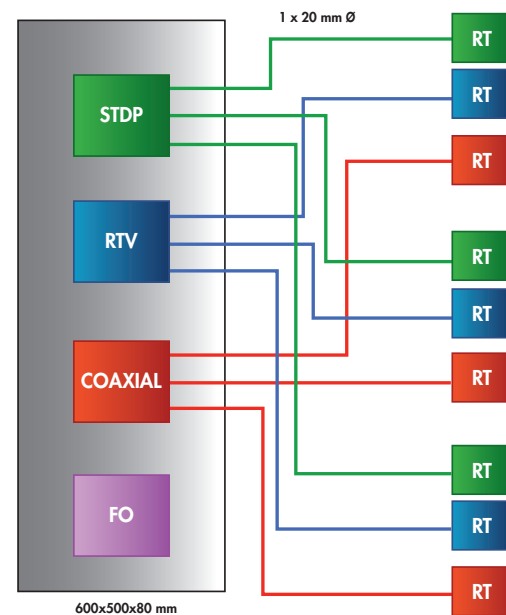 1 x 20 mm Ø
RT
RT
STDP
RT
RTV
RT
RT
COAXIAL
RT
RT
FO
RT
RT
600x500x80 mm